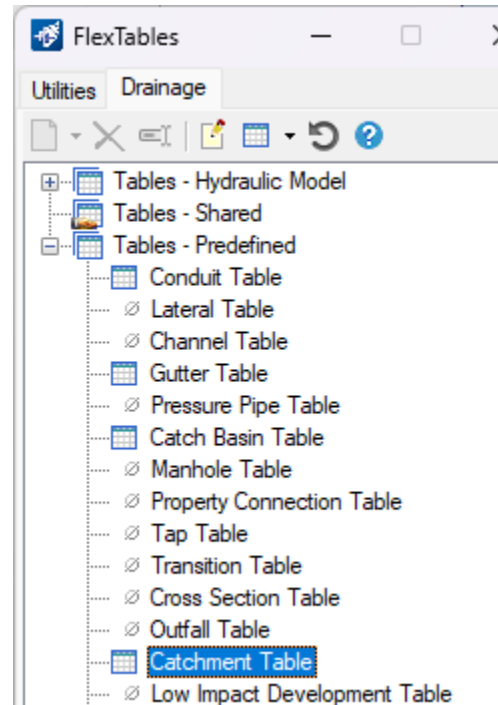 FlexTables
Utilities Drainage
Tables - Hydraulic Model
Tables - Shared
Tables - Predefined
Conduit Table
Lateral Table
Channel Table
Gutter Table
Pressure Pipe Table
Catch Basin Table
Manhole Table
Property Connection Table
Tap Table
Transition Table
Cross Section Table
Outfall Table
Catchment Table
Low Impact Development Table